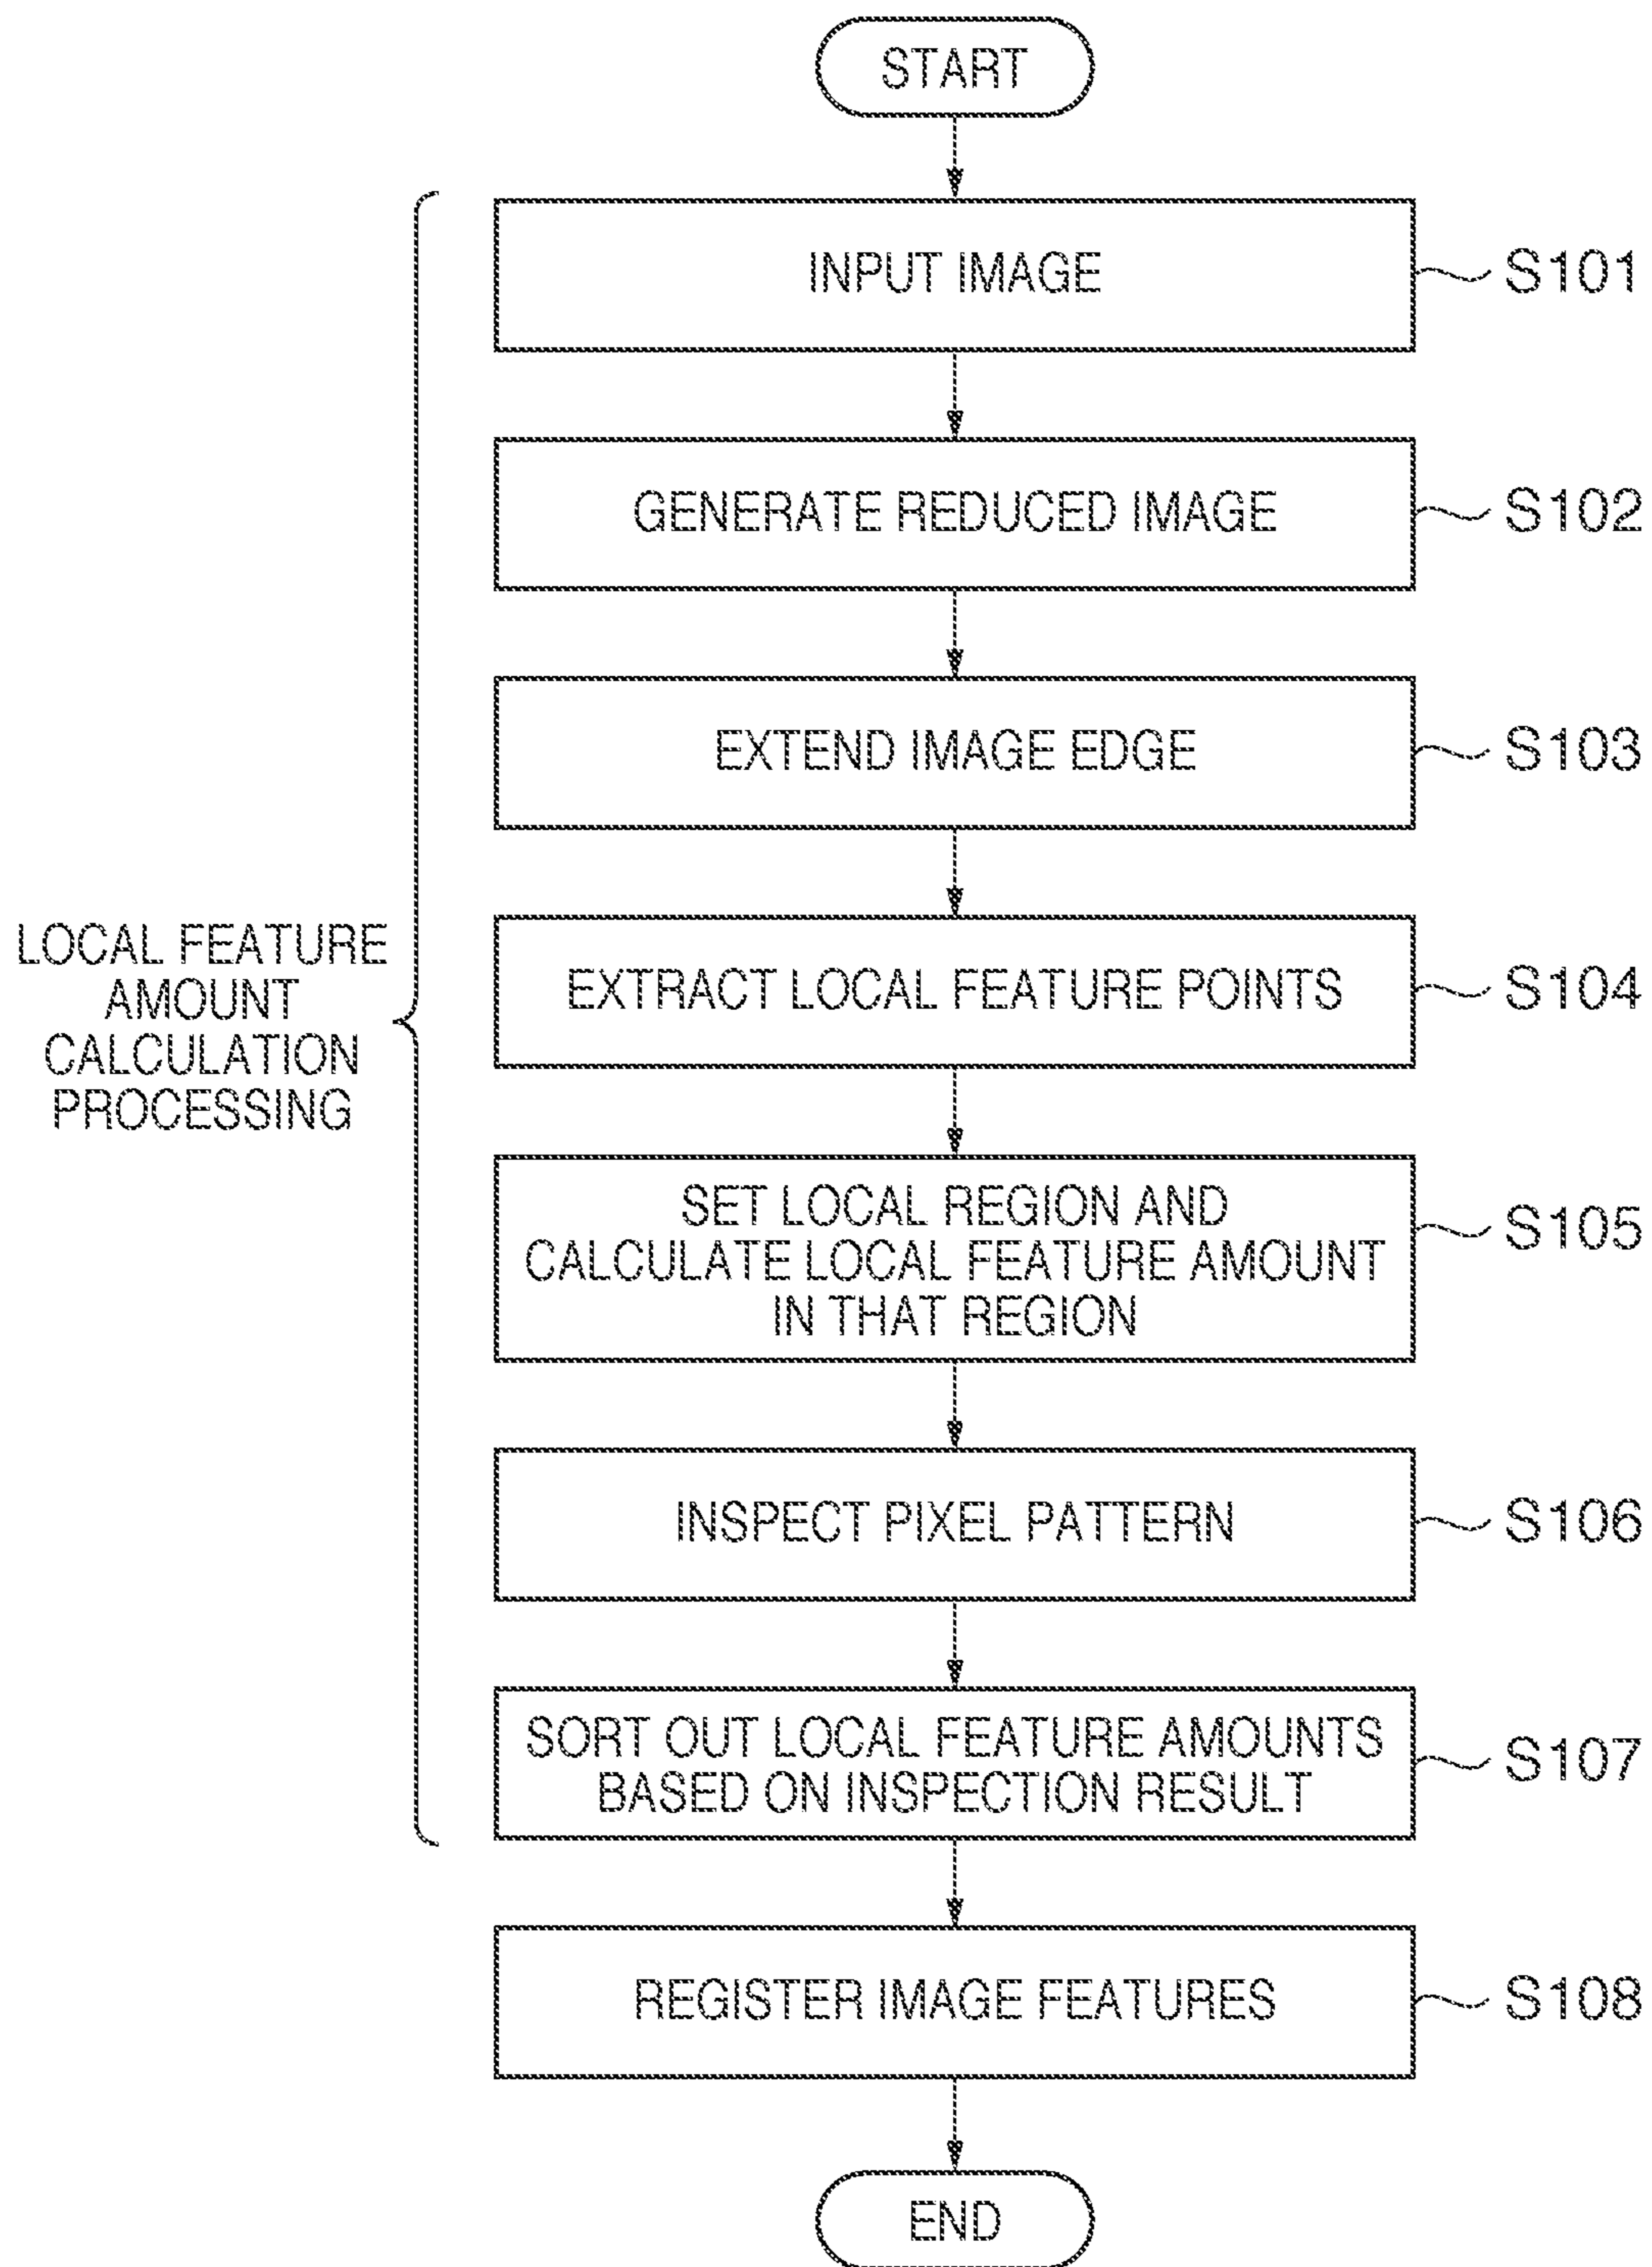 START
INPUT IMAGE
S101
GENERATE REDUCED IMAGE
S102
EXTEND IMAGE EDGE
S103
LOCAL FEATURE
AMOUNT
CALCULATION
PROCESSING
EXTRACT LOCAL FEATURE POINTS
S104
SET LOCAL REGION AND
CALCULATE LOCAL FEATURE AMOUNT
IN THAT REGION
S105
INSPECT PIXEL PATTERN
S106
SORT OUT LOCAL FEATURE AMOUNTS
BASED ON INSPECTION RESULT
S107
REGISTER IMAGE FEATURES
S108
END